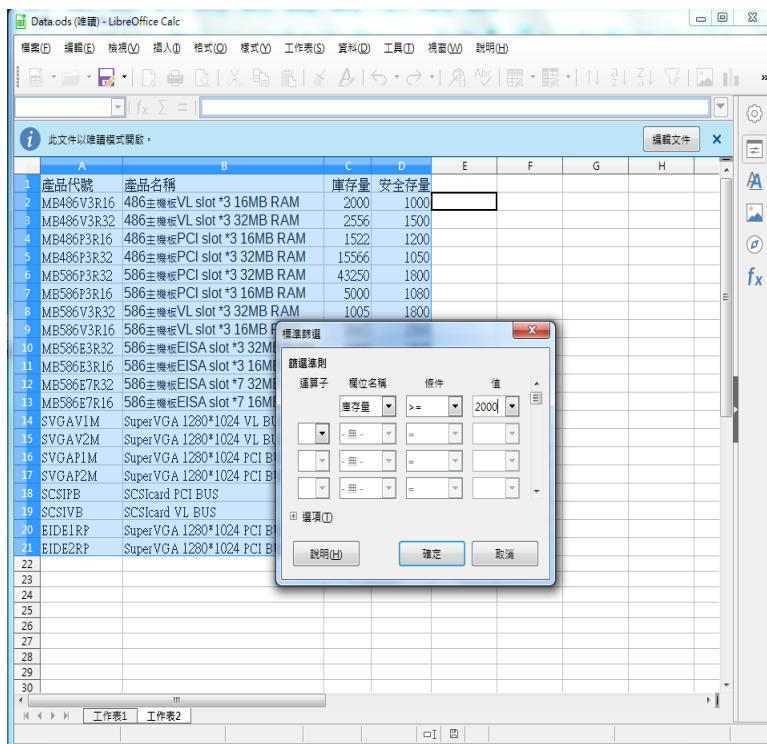 Data.ods (唯讀) - LibreOffice Calc
檔案(F) 編輯(E) 檢視(V) 插入(I) 格式(O) 樣式(Y) 工作表(S) 資料(D) 工具(T) 視窗(W) 說明(H)
此文件以唯讀模式開啟。 編輯文件
A B C D E F G H
1 產品代號 產品名稱 庫存量 安全存量
2 MB486V3R16 486主機板VL slot *3 16MB RAM 2000 1000
3 MB486V3R32 486主機板VL slot *3 32MB RAM 2556 1500
4 MB486P3R16 486主機板PCI slot *3 16MB RAM 1522 1200
5 MB486P3R32 486主機板PCI slot *3 32MB RAM 15566 1050
6 MB586P3R32 586主機板PCI slot *3 32MB RAM 43250 1800
7 MB586P3R16 586主機板PCI slot *3 16MB RAM 5000 1080
8 MB586V3R32 586主機板VL slot *3 32MB RAM 1005 1800
9 MB586V3R16 586主機板VL slot *3 16MB
10 MB586E3R32 586主機板EISA slot *3 32M
11 MB586E3R16 586主機板EISA slot *3 16M
12 MB586E7R32 586主機板EISA slot *7 32M
13 MB586E7R16 586主機板EISA slot *7 16M
14 SVGAV1M SuperVGA 1280*1024 VL BU
15 SVGAV2M SuperVGA 1280*1024 VL BU
16 SVGAP1M SuperVGA 1280*1024 PCI B
17 SVGAP2M SuperVGA 1280*1024 PCI B
18 SCSIPB SCSIcard PCI BUS
19 SCSIVB SCSIcard VL BUS
20 EIDE1RP SuperVGA 1280*1024 PCI B
21 EIDE2RP SuperVGA 1280*1024 PCI B
22
23
24
25
26
27
28
29
30
標準篩選
篩選準則
運算子 欄位名稱 條件 值
庫存量 >= 2000
- 無 - =
- 無 - =
- 無 - =
選項(T)
說明(H) 確定 取消
工作表1 工作表2